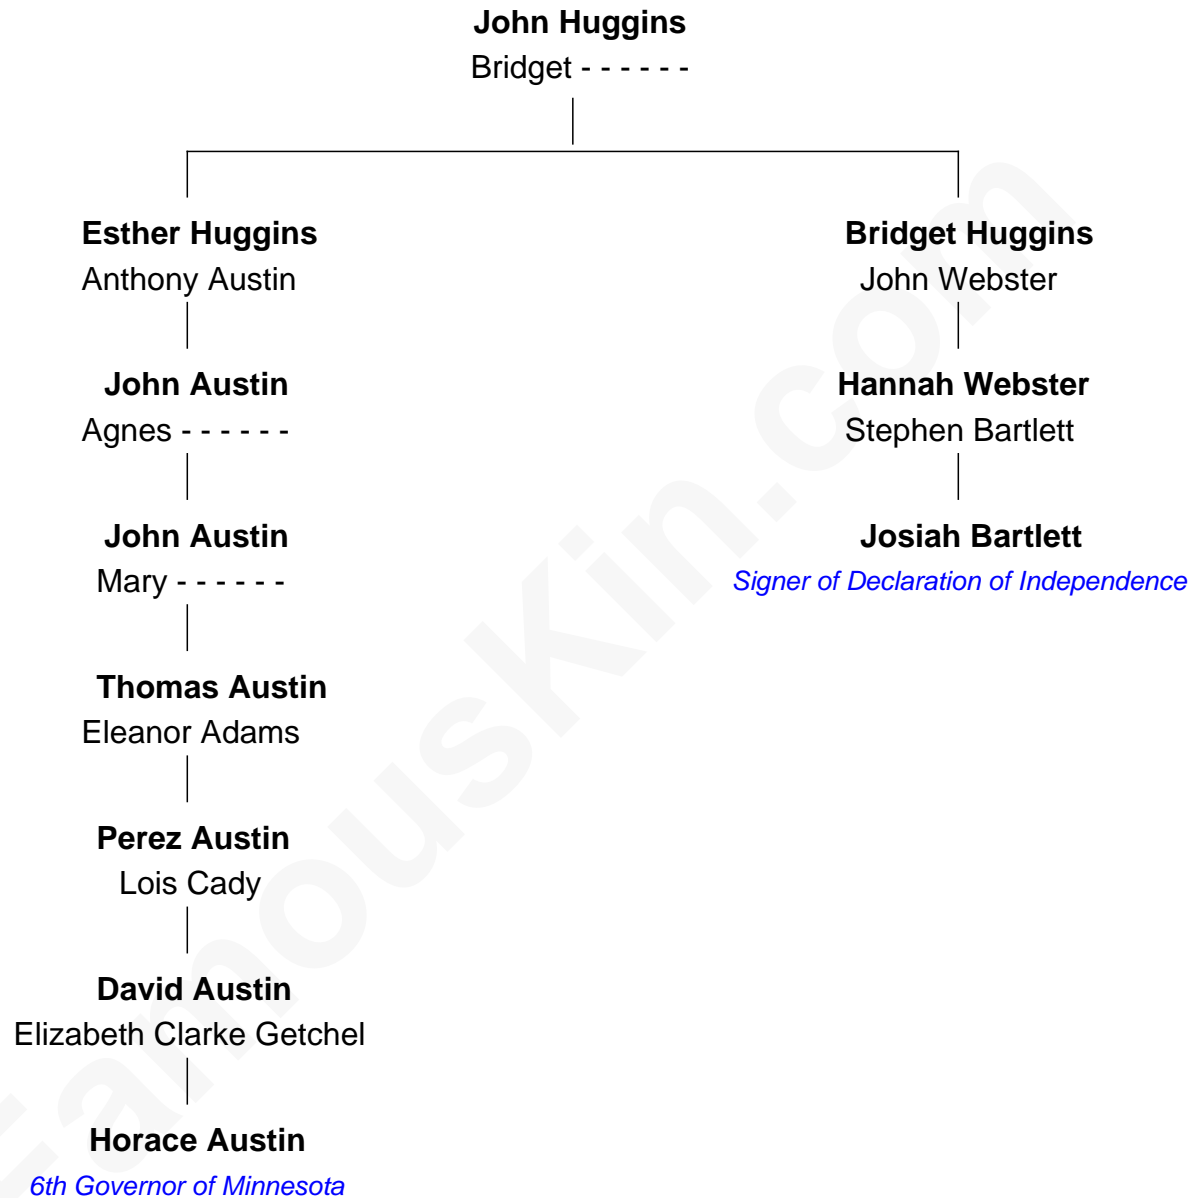 John Huggins
Bridget - - - - - -
Esther Huggins
Anthony Austin
Bridget Huggins
John Webster
John Austin
Agnes - - - - - -
Hannah Webster
Stephen Bartlett
John Austin
Mary - - - - - -
Josiah Bartlett
Signer of Declaration of Independence
Thomas Austin
Eleanor Adams
Perez Austin
Lois Cady
David Austin
Elizabeth Clarke Getchel
Horace Austin
6th Governor of Minnesota
FamousKin.com